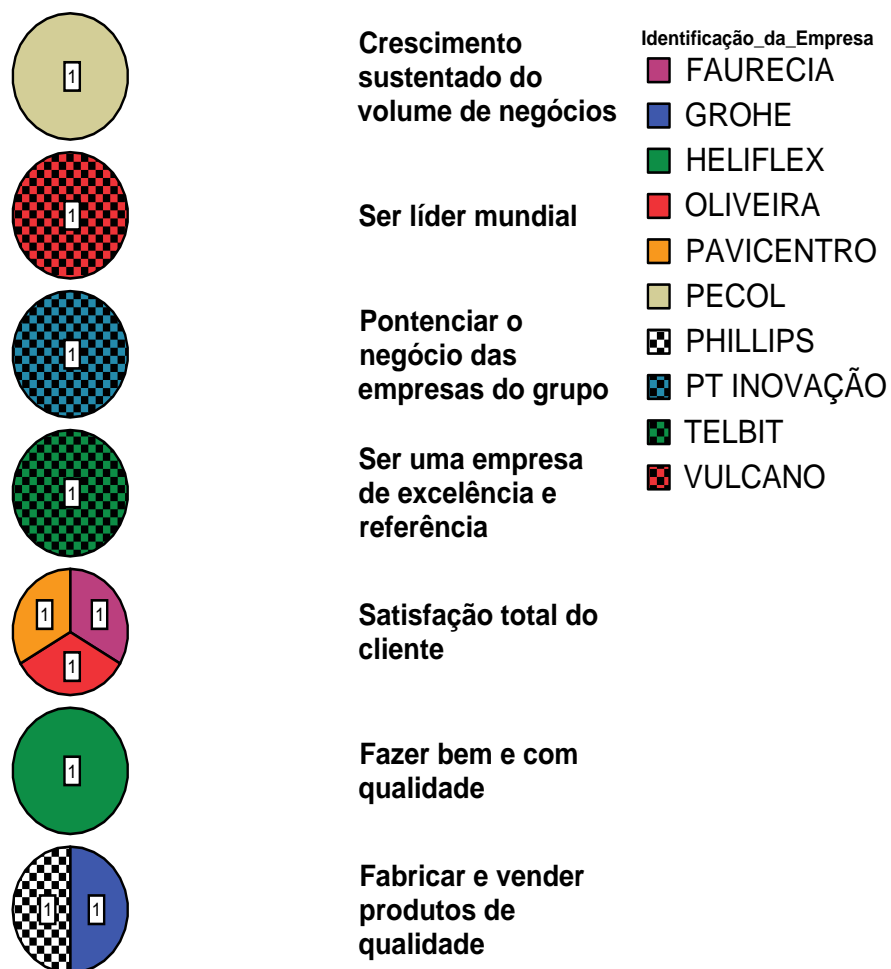 1
Crescimento
sustentado do
volume de negócios
1
Ser líder mundial
1
Pontenciar o
negócio das
empresas do grupo
1
Ser uma empresa
de excelência e
referência
1 1
1
Satisfação total do
cliente
1
Fazer bem e com
qualidade
1 1
Fabricar e vender
produtos de
qualidade
Identificação_da_Empresa
FAURECIA
GROHE
HELIFLEX
OLIVEIRA
PAVICENTRO
PECOL
PHILLIPS
PT INOVAÇÃO
TELBIT
VULCANO